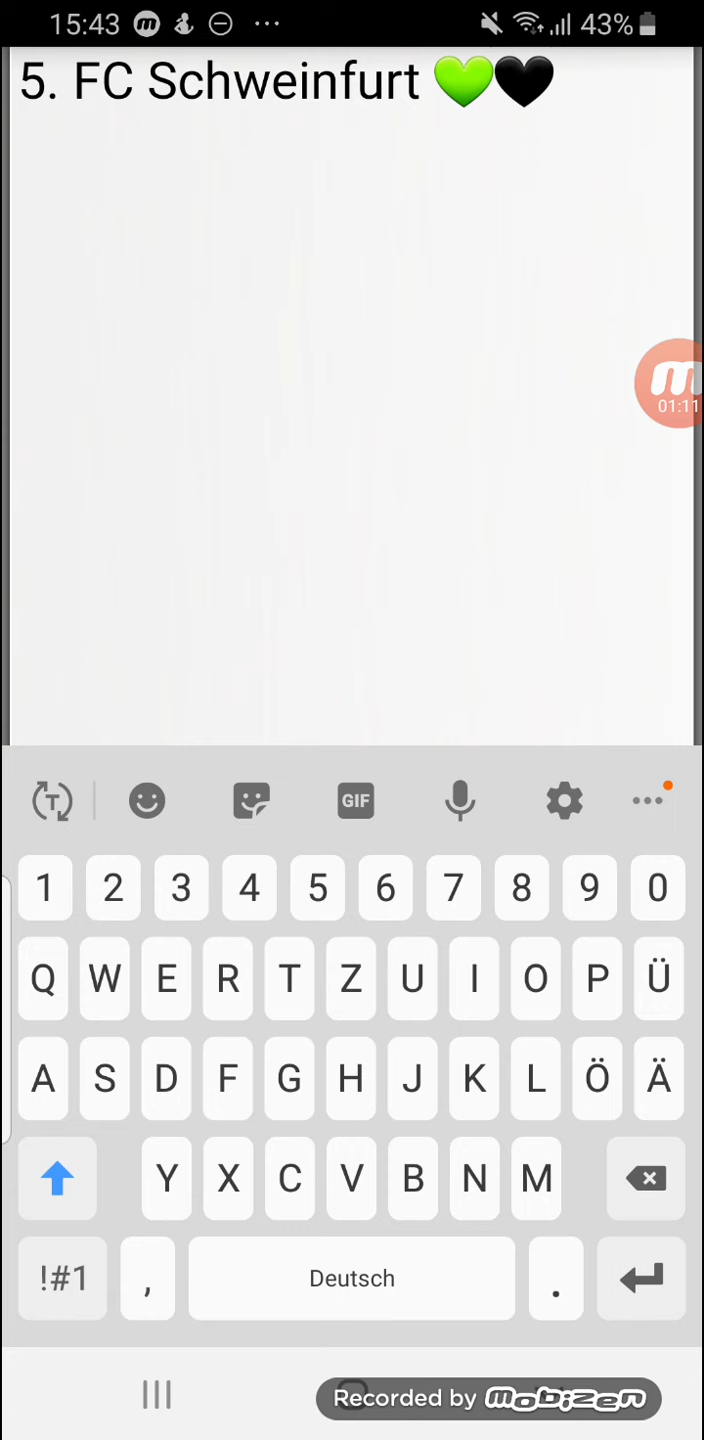 15:43 43%
5. FC Schweinfurt 💚🖤
01:11
T GIF
1 2 3 4 5 6 7 8 9 0
Q W E R T Z U I O P Ü
A S D F G H J K L Ö Ä
Y X C V B N M
!#1 , Deutsch .
Recorded by mobizen